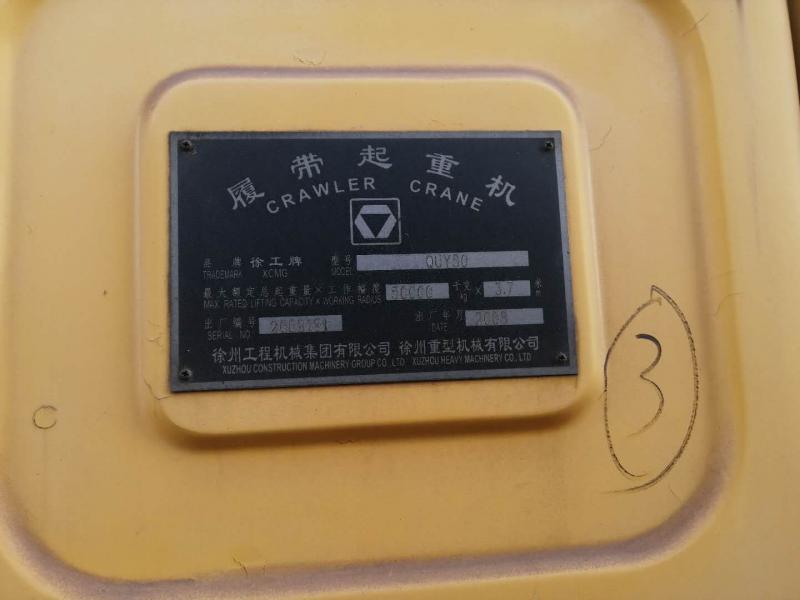 履带起重机
CRAWLER CRANE
品牌 徐工牌 型号
TRADEMARK XCMG MODEL QUY50
最大额定总起重量×工作幅度 50000 千克 × 3.7 米
MAX. RATED LIFTING CAPACITY × WORKING RADIUS kg m
出厂编号 出厂年月 2008
SERIAL NO. DATE
徐州工程机械集团有限公司 徐州重型机械有限公司
XUZHOU CONSTRUCTION MACHINERY GROUP CO. LTD XUZHOU HEAVY MACHINERY CO. LTD
3